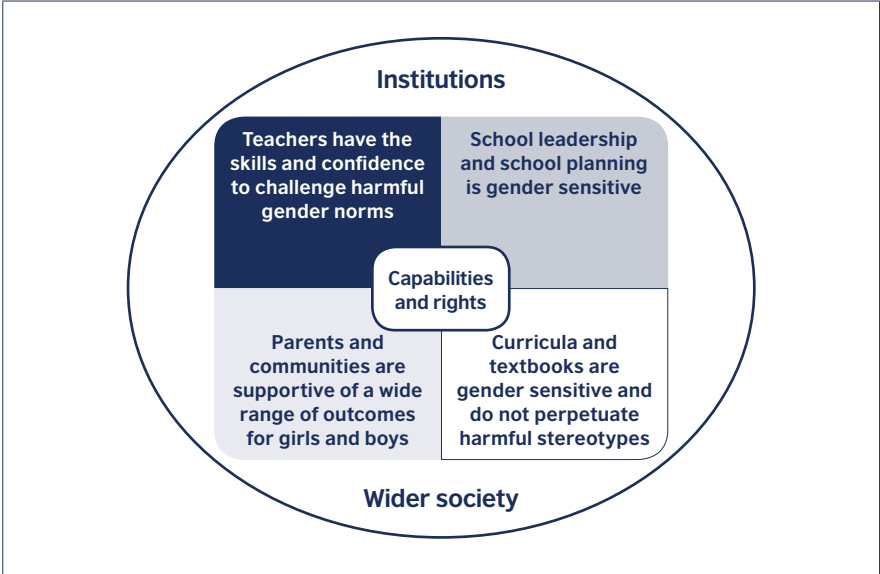 Institutions
Teachers have the
skills and confidence
to challenge harmful
gender norms
School leadership
and school planning
is gender sensitive
Capabilities
and rights
Parents and
communities are
supportive of a wide
range of outcomes
for girls and boys
Curricula and
textbooks are
gender sensitive and
do not perpetuate
harmful stereotypes
Wider society